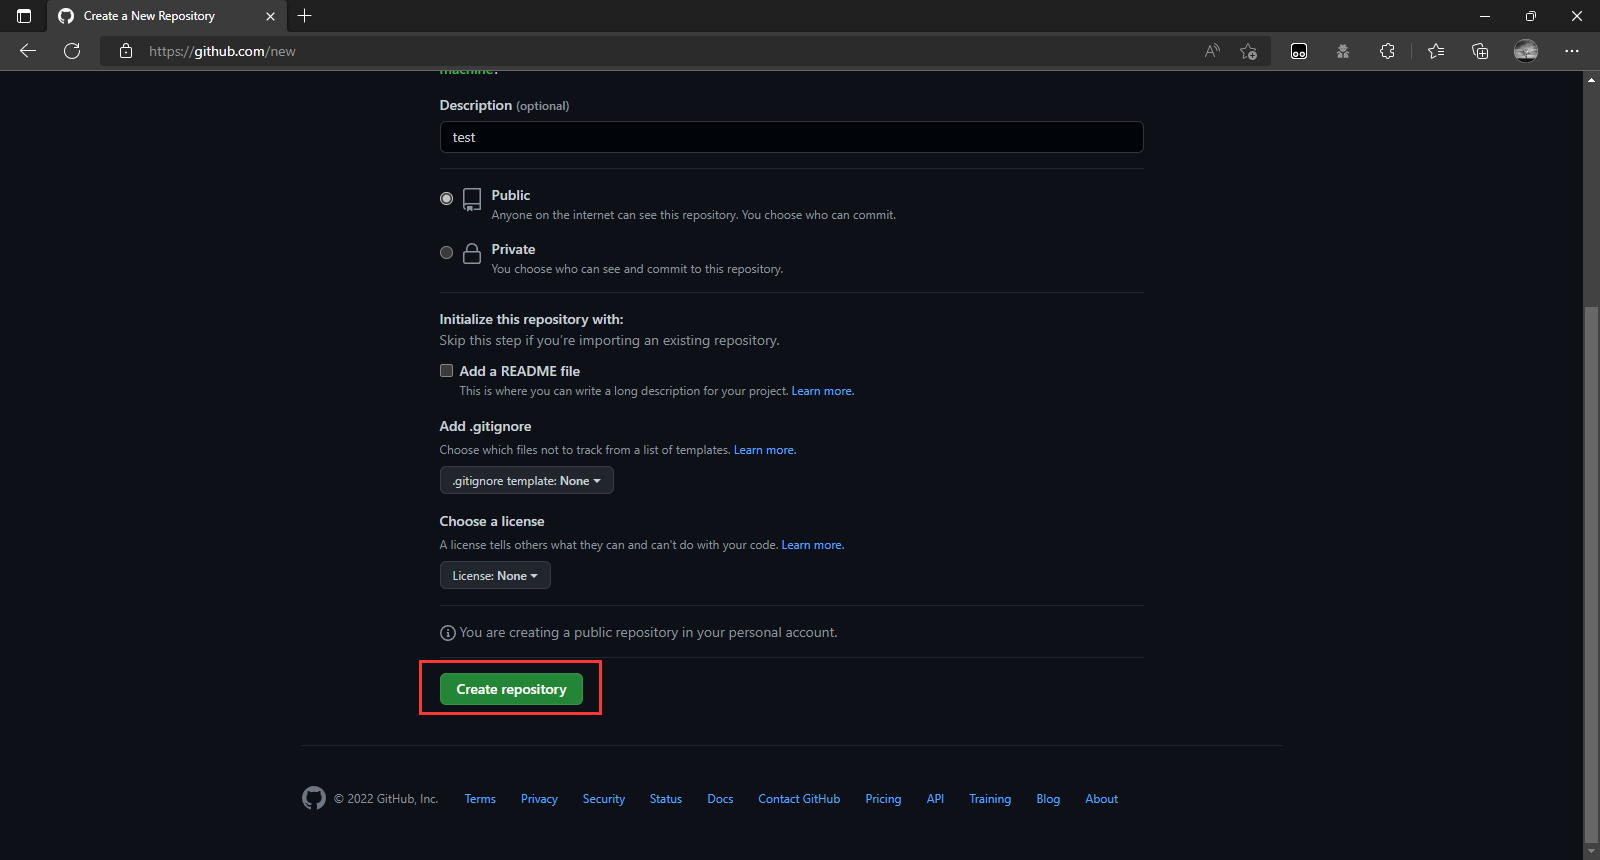 Create a New Repository
https://github.com/new
machine?
Description (optional)
test
Public
Anyone on the internet can see this repository. You choose who can commit.
Private
You choose who can see and commit to this repository.
Initialize this repository with:
Skip this step if you're importing an existing repository.
Add a README file
This is where you can write a long description for your project. Learn more.
Add .gitignore
Choose which files not to track from a list of templates. Learn more.
.gitignore template: None
Choose a license
A license tells others what they can and can't do with your code. Learn more.
License: None
You are creating a public repository in your personal account.
Create repository
© 2022 GitHub, Inc. Terms Privacy Security Status Docs Contact GitHub Pricing API Training Blog About